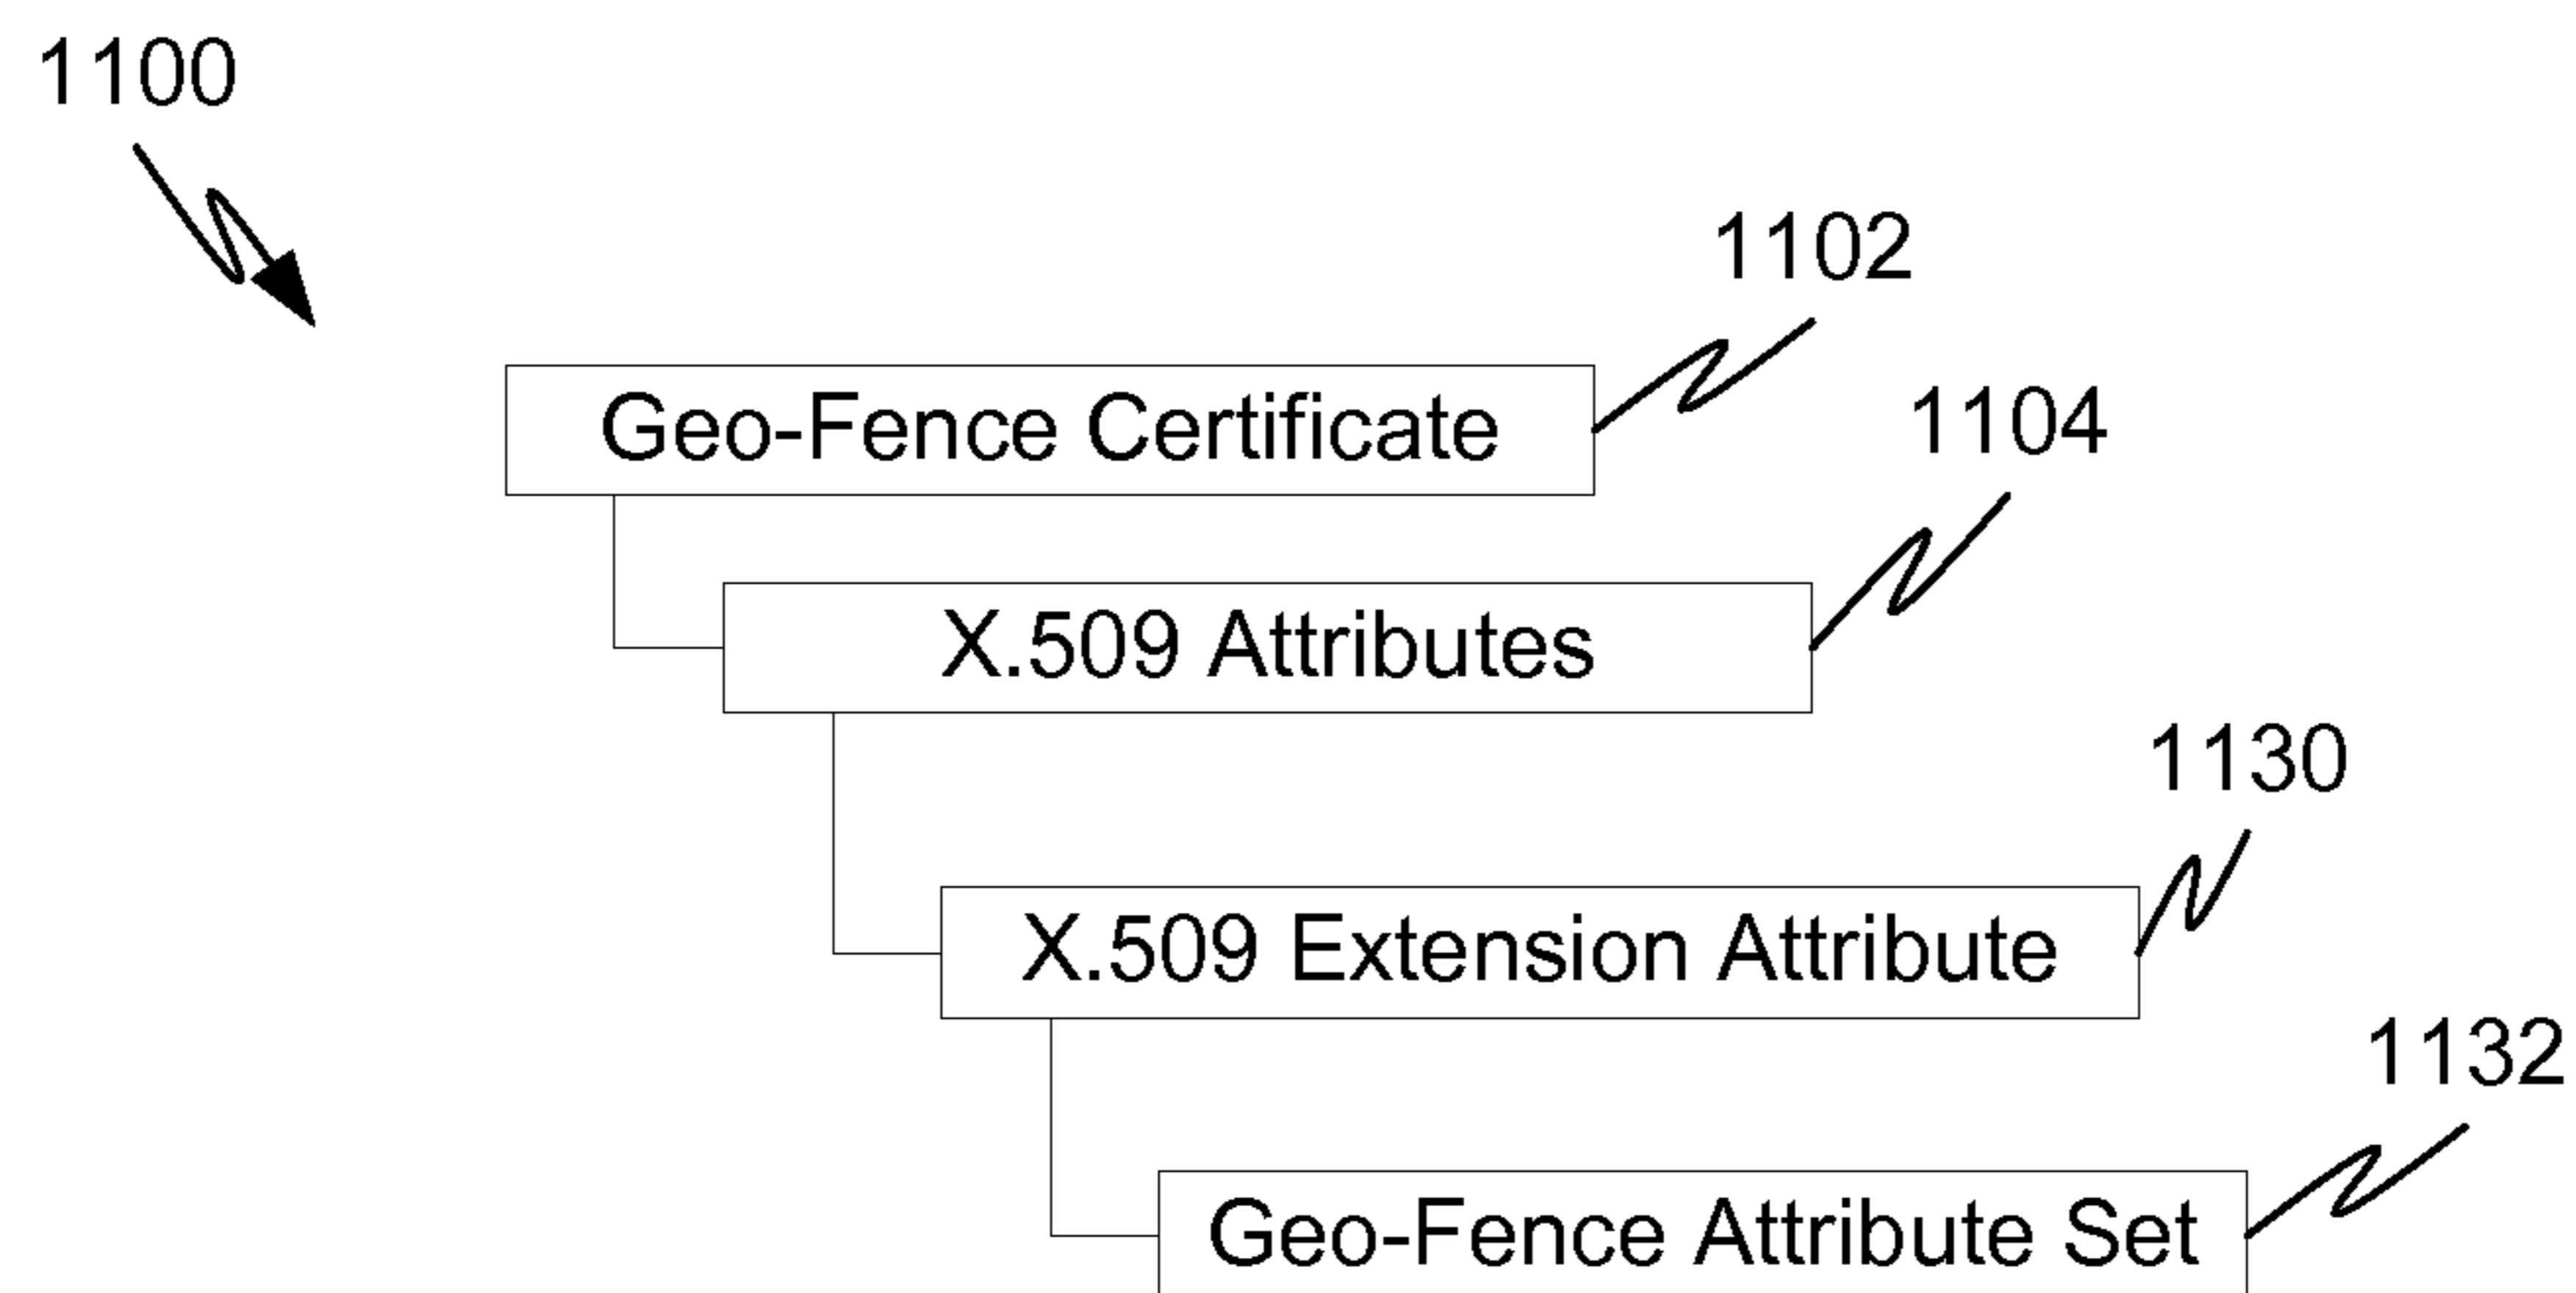 1100
1102
Geo-Fence Certificate
1104
X.509 Attributes
1130
X.509 Extension Attribute
1132
Geo-Fence Attribute Set